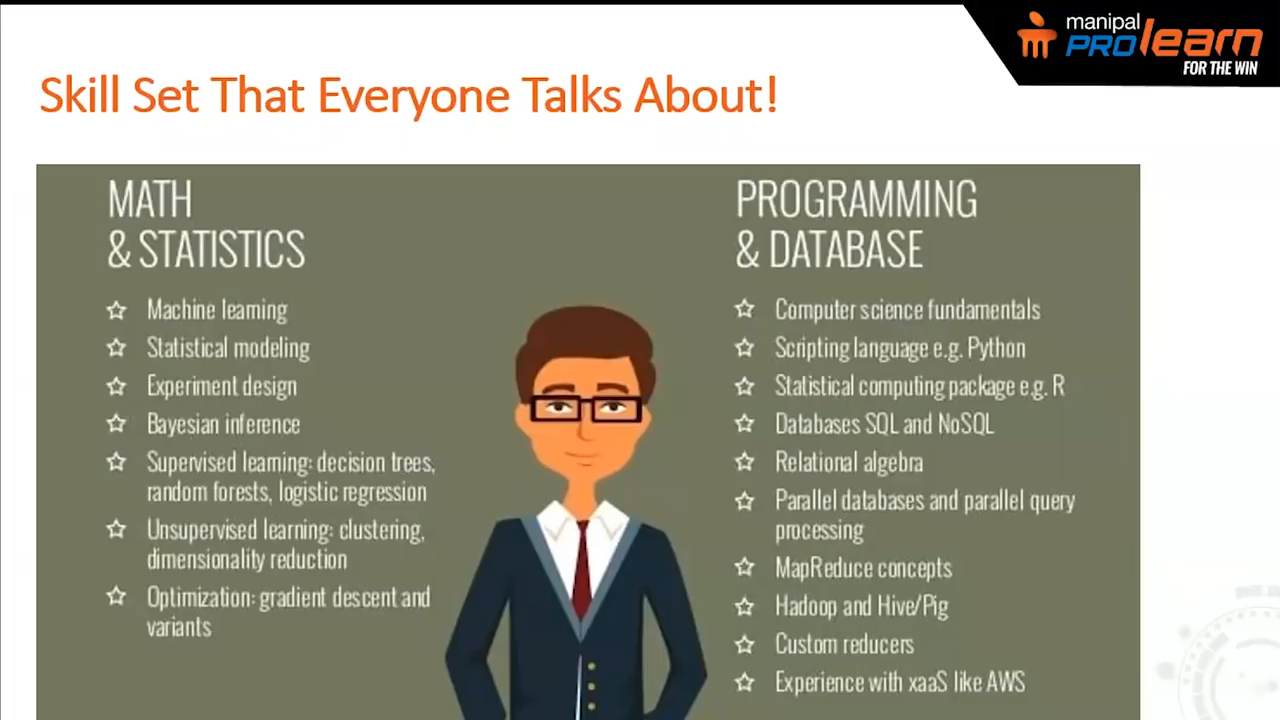 manipal
PROlearn
FOR THE WIN
Skill Set That Everyone Talks About!
MATH
& STATISTICS
Machine learning
Statistical modeling
Experiment design
Bayesian inference
Supervised learning: decision trees,
random forests, logistic regression
Unsupervised learning: clustering,
dimensionality reduction
Optimization: gradient descent and
variants
PROGRAMMING
& DATABASE
Computer science fundamentals
Scripting language e.g. Python
Statistical computing package e.g. R
Databases SQL and NoSQL
Relational algebra
Parallel databases and parallel query
processing
MapReduce concepts
Hadoop and Hive/Pig
Custom reducers
Experience with xaaS like AWS